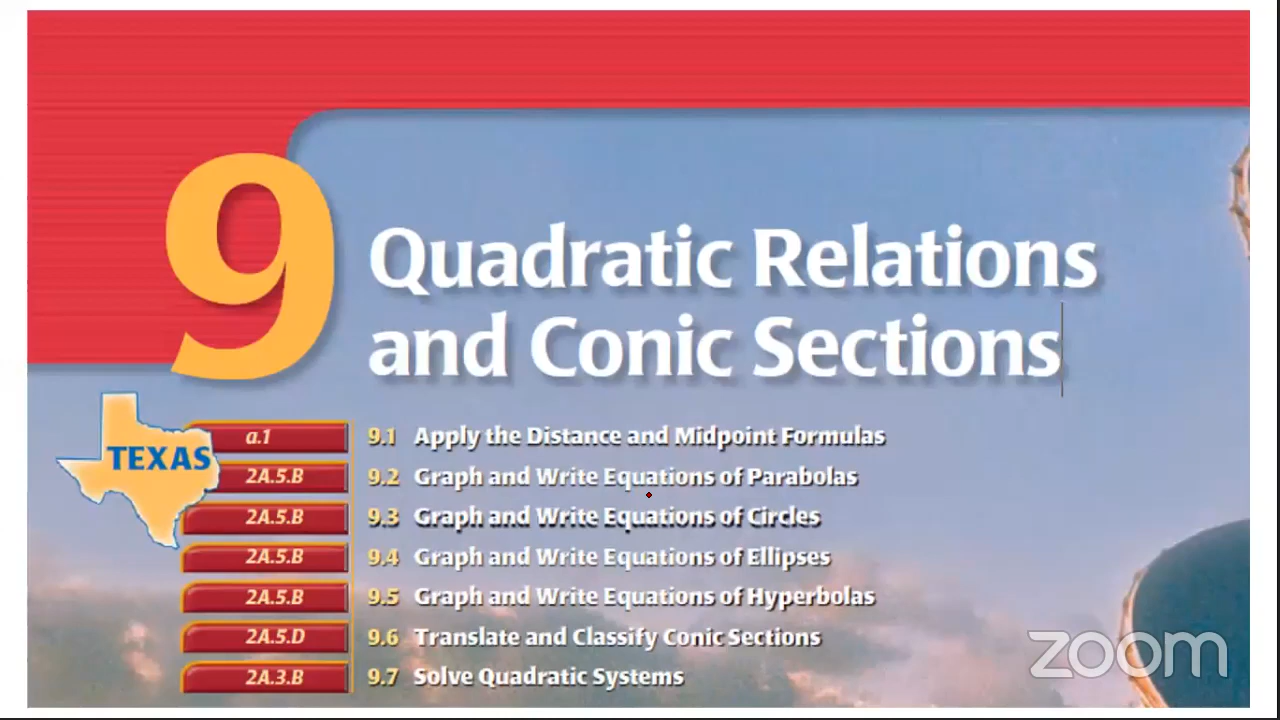 9
Quadratic Relations
and Conic Sections
TEXAS
a.1 9.1 Apply the Distance and Midpoint Formulas
2A.5.B 9.2 Graph and Write Equations of Parabolas
2A.5.B 9.3 Graph and Write Equations of Circles
2A.5.B 9.4 Graph and Write Equations of Ellipses
2A.5.B 9.5 Graph and Write Equations of Hyperbolas
2A.5.D 9.6 Translate and Classify Conic Sections
2A.3.B 9.7 Solve Quadratic Systems
zoom